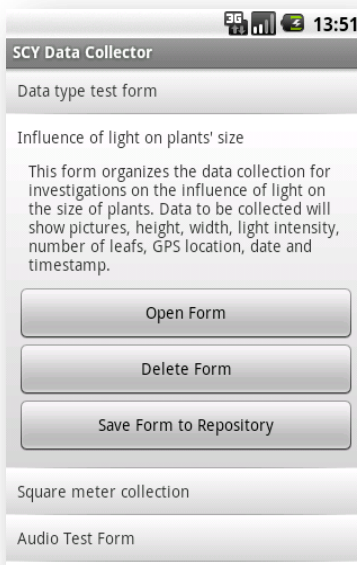 3G 13:51
SCY Data Collector
Data type test form
Influence of light on plants' size
This form organizes the data collection for
investigations on the influence of light on
the size of plants. Data to be collected will
show pictures, height, width, light intensity,
number of leafs, GPS location, date and
timestamp.
Open Form
Delete Form
Save Form to Repository
Square meter collection
Audio Test Form